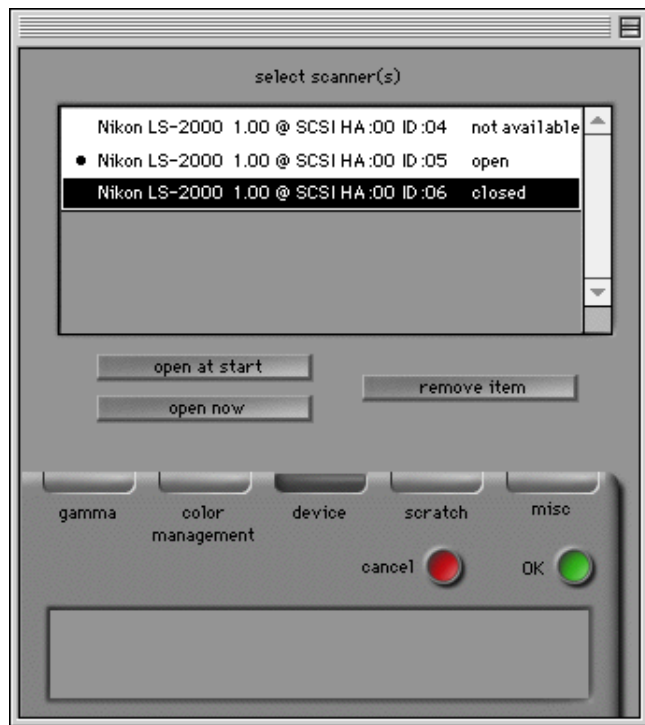 select scanner(s)
Nikon LS-2000 1.00 @ SCSI HA:00 ID:04 not available
• Nikon LS-2000 1.00 @ SCSI HA:00 ID:05 open
Nikon LS-2000 1.00 @ SCSI HA:00 ID:06 closed
open at start
remove item
open now
gamma
color management
device
scratch
misc
cancel
OK